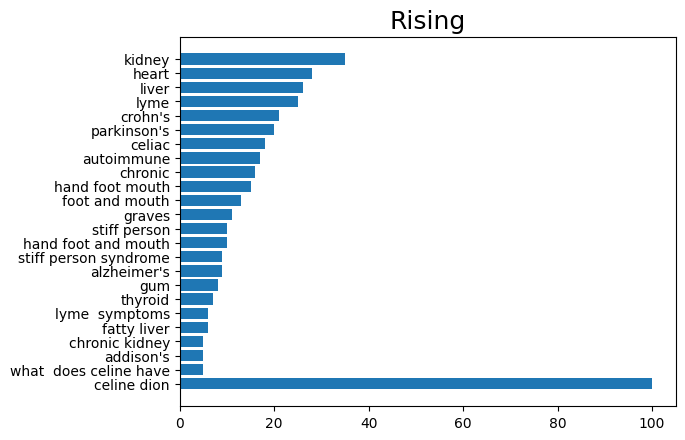 Rising
kidney
heart
liver
lyme
crohn's
parkinson's
celiac
autoimmune
chronic
hand foot mouth
foot and mouth
graves
stiff person
hand foot and mouth
stiff person syndrome
alzheimer's
gum
thyroid
lyme  symptoms
fatty liver
chronic kidney
addison's
what  does celine have
celine dion
0 20 40 60 80 100